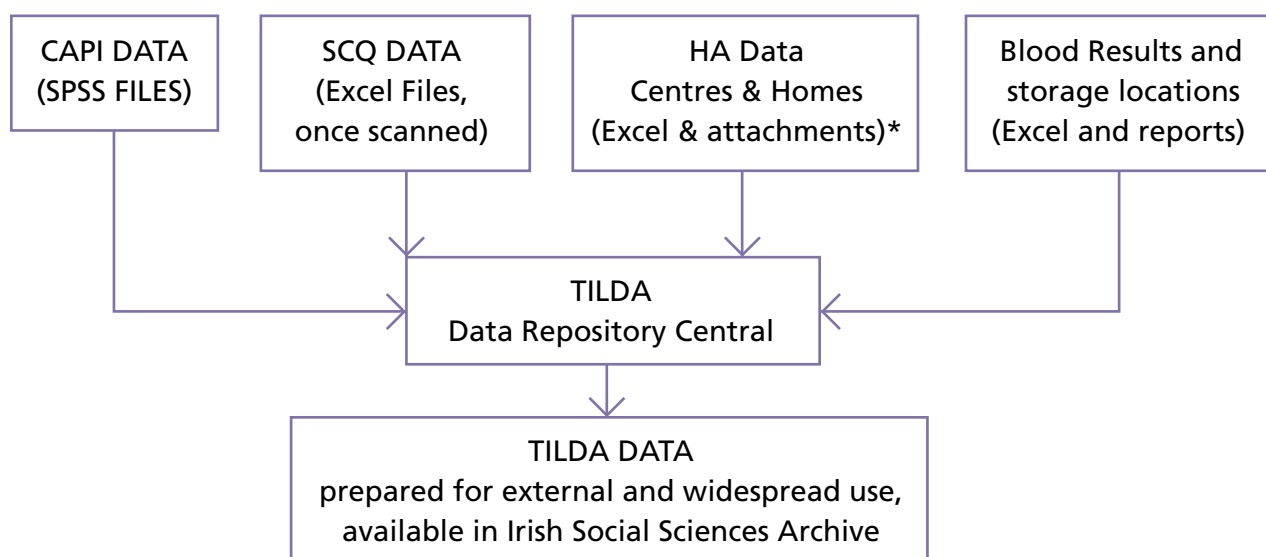 CAPI DATA
(SPSS FILES)
SCQ DATA
(Excel Files,
once scanned)
HA Data
Centres & Homes
(Excel & attachments)*
Blood Results and
storage locations
(Excel and reports)
TILDA
Data Repository Central
TILDA DATA
prepared for external and widespread use,
available in Irish Social Sciences Archive